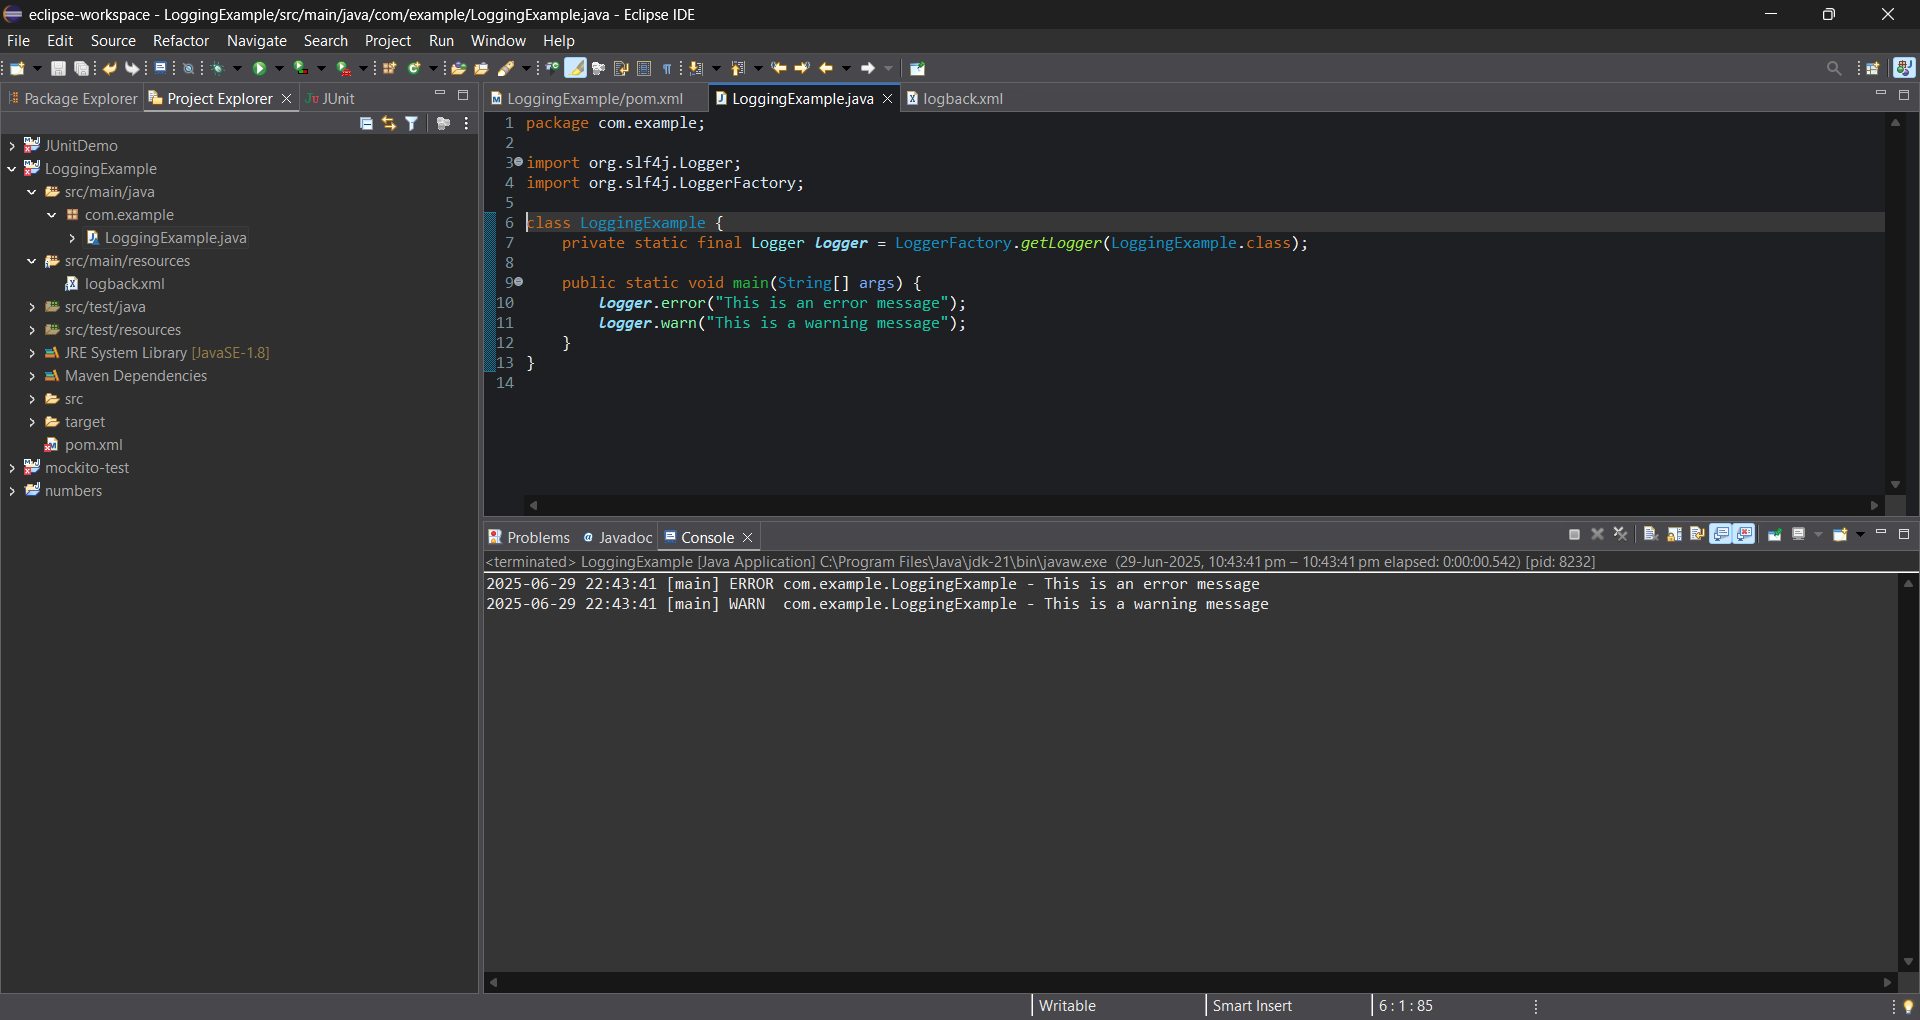 eclipse-workspace - LoggingExample/src/main/java/com/example/LoggingExample.java - Eclipse IDE
File Edit Source Refactor Navigate Search Project Run Window Help
Package Explorer Project Explorer JUnit
JUnitDemo
LoggingExample
src/main/java
com.example
LoggingExample.java
src/main/resources
logback.xml
src/test/java
src/test/resources
JRE System Library [JavaSE-1.8]
Maven Dependencies
src
target
pom.xml
mockito-test
numbers
LoggingExample/pom.xml LoggingExample.java logback.xml
1 package com.example;
2
3 import org.slf4j.Logger;
4 import org.slf4j.LoggerFactory;
5
6 class LoggingExample {
7     private static final Logger logger = LoggerFactory.getLogger(LoggingExample.class);
8
9     public static void main(String[] args) {
10         logger.error("This is an error message");
11         logger.warn("This is a warning message");
12     }
13 }
14
Problems Javadoc Console
<terminated> LoggingExample [Java Application] C:\Program Files\Java\jdk-21\bin\javaw.exe (29-Jun-2025, 10:43:41 pm – 10:43:41 pm elapsed: 0:00:00.542) [pid: 8232]
2025-06-29 22:43:41 [main] ERROR com.example.LoggingExample - This is an error message
2025-06-29 22:43:41 [main] WARN  com.example.LoggingExample - This is a warning message
Writable Smart Insert 6 : 1 : 85